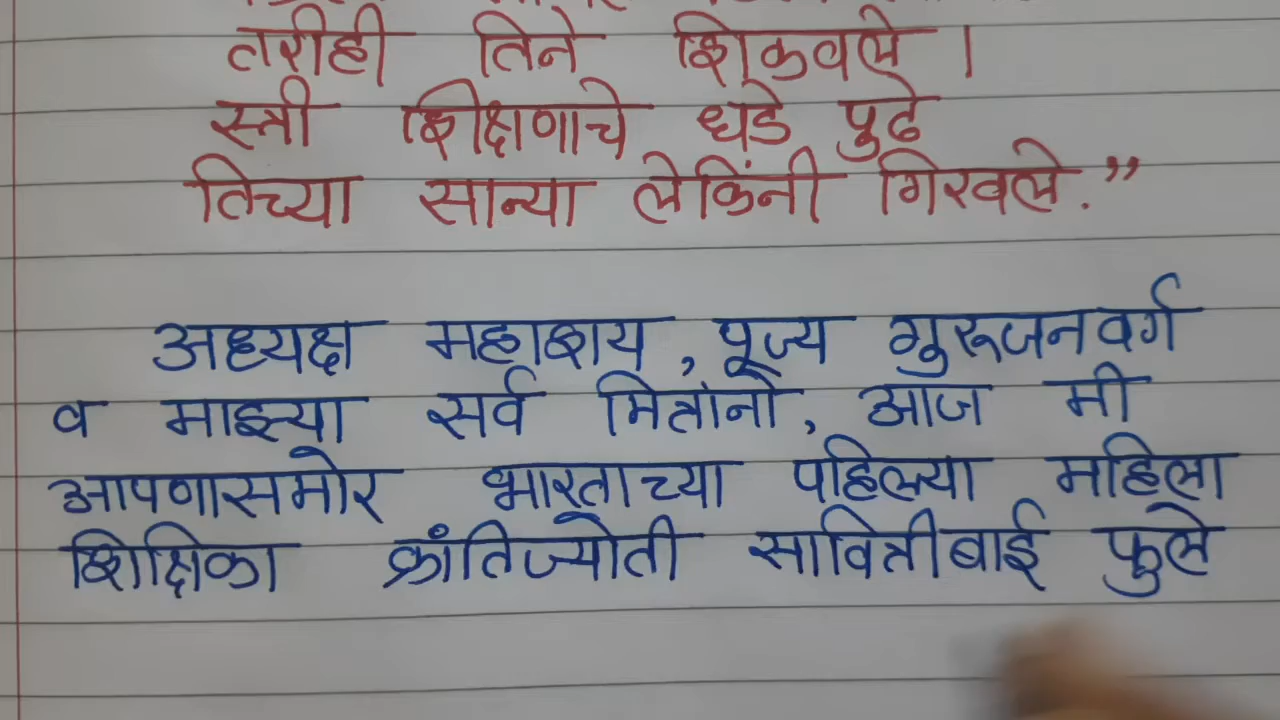 तरीही तिने शिकवले ।
स्त्री शिक्षणाचे धडे पुढे
तिच्या साऱ्या लेकिंनी गिरवले.”
अध्यक्ष महाशय, पूज्य गुरूजनवर्ग
व माझ्या सर्व मित्रांनो, आज मी
आपणासमोर भारताच्या पहिल्या महिला
शिक्षिका क्रांतिज्योती सावित्रीबाई फुले